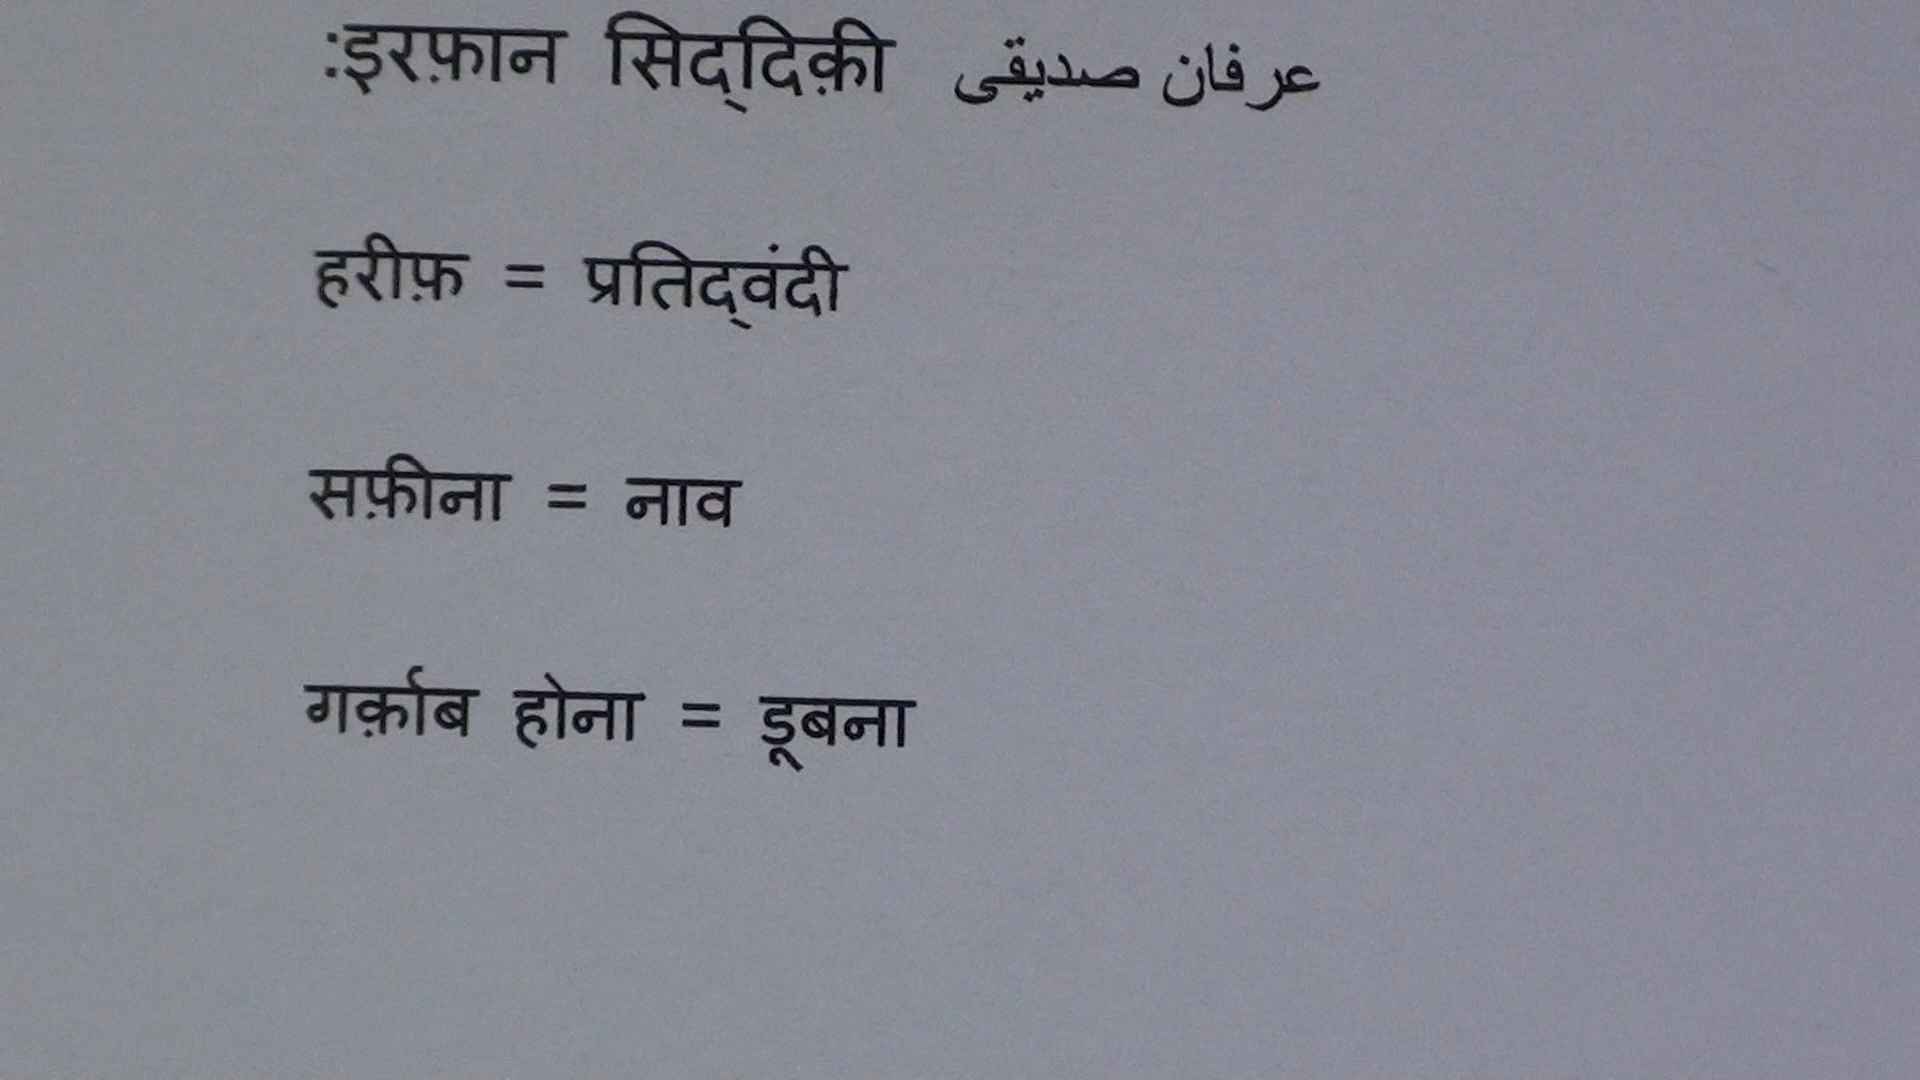 :इरफ़ान सिद्दिक़ी عرفان صدیقی
हरीफ़ = प्रतिद्वंदी
सफ़ीना = नाव
गर्क़ाब होना = डूबना